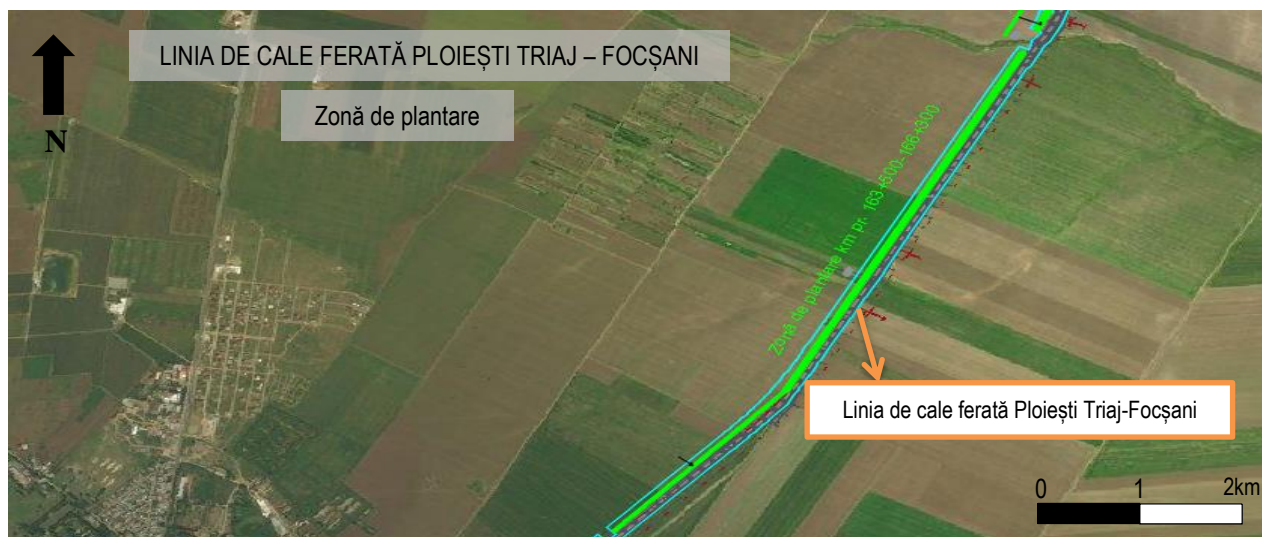 LINIA DE CALE FERATĂ PLOIEȘTI TRIAJ – FOCȘANI
Zonă de plantare
N
Zonă de plantare km pr. 163+500-166+300
Linia de cale ferată Ploiești Triaj-Focșani
0 1 2km